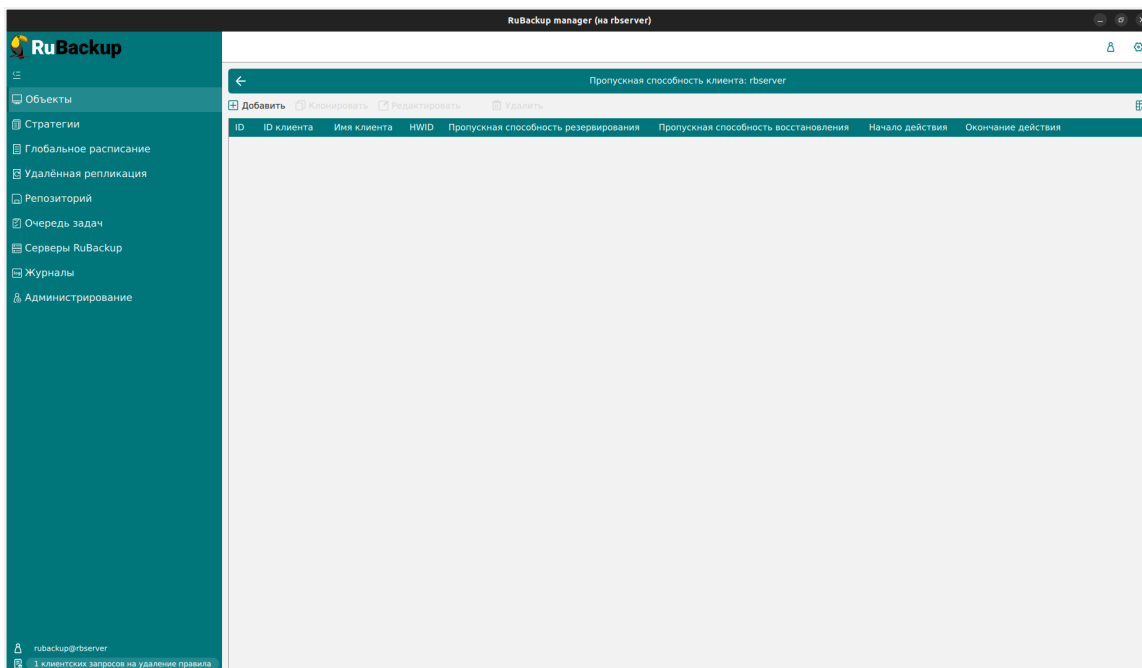 RuBackup manager (на rbserver)
RuBackup
Объекты
Стратегии
Глобальное расписание
Удалённая репликация
Репозиторий
Очередь задач
Серверы RuBackup
Журналы
Администрирование
Пропускная способность клиента: rbserver
Добавить Клонировать Редактировать Удалить
ID ID клиента Имя клиента HWID Пропускная способность резервирования Пропускная способность восстановления Начало действия Окончание действия
rubackup@rbserver
1 клиентских запросов на удаление правила